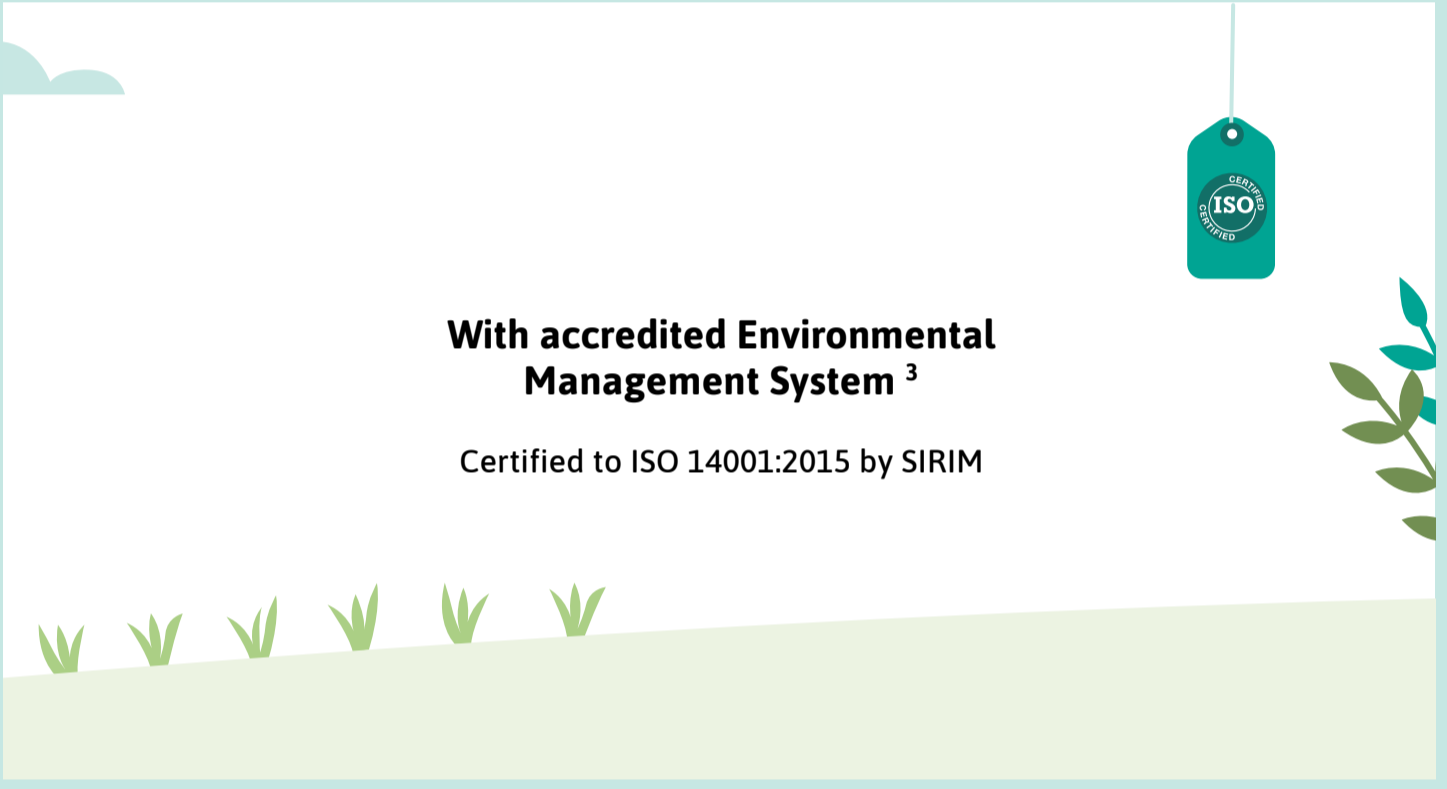 CERTIFIED
ISO
CERTIFIED
With accredited Environmental
Management System ³
Certified to ISO 14001:2015 by SIRIM